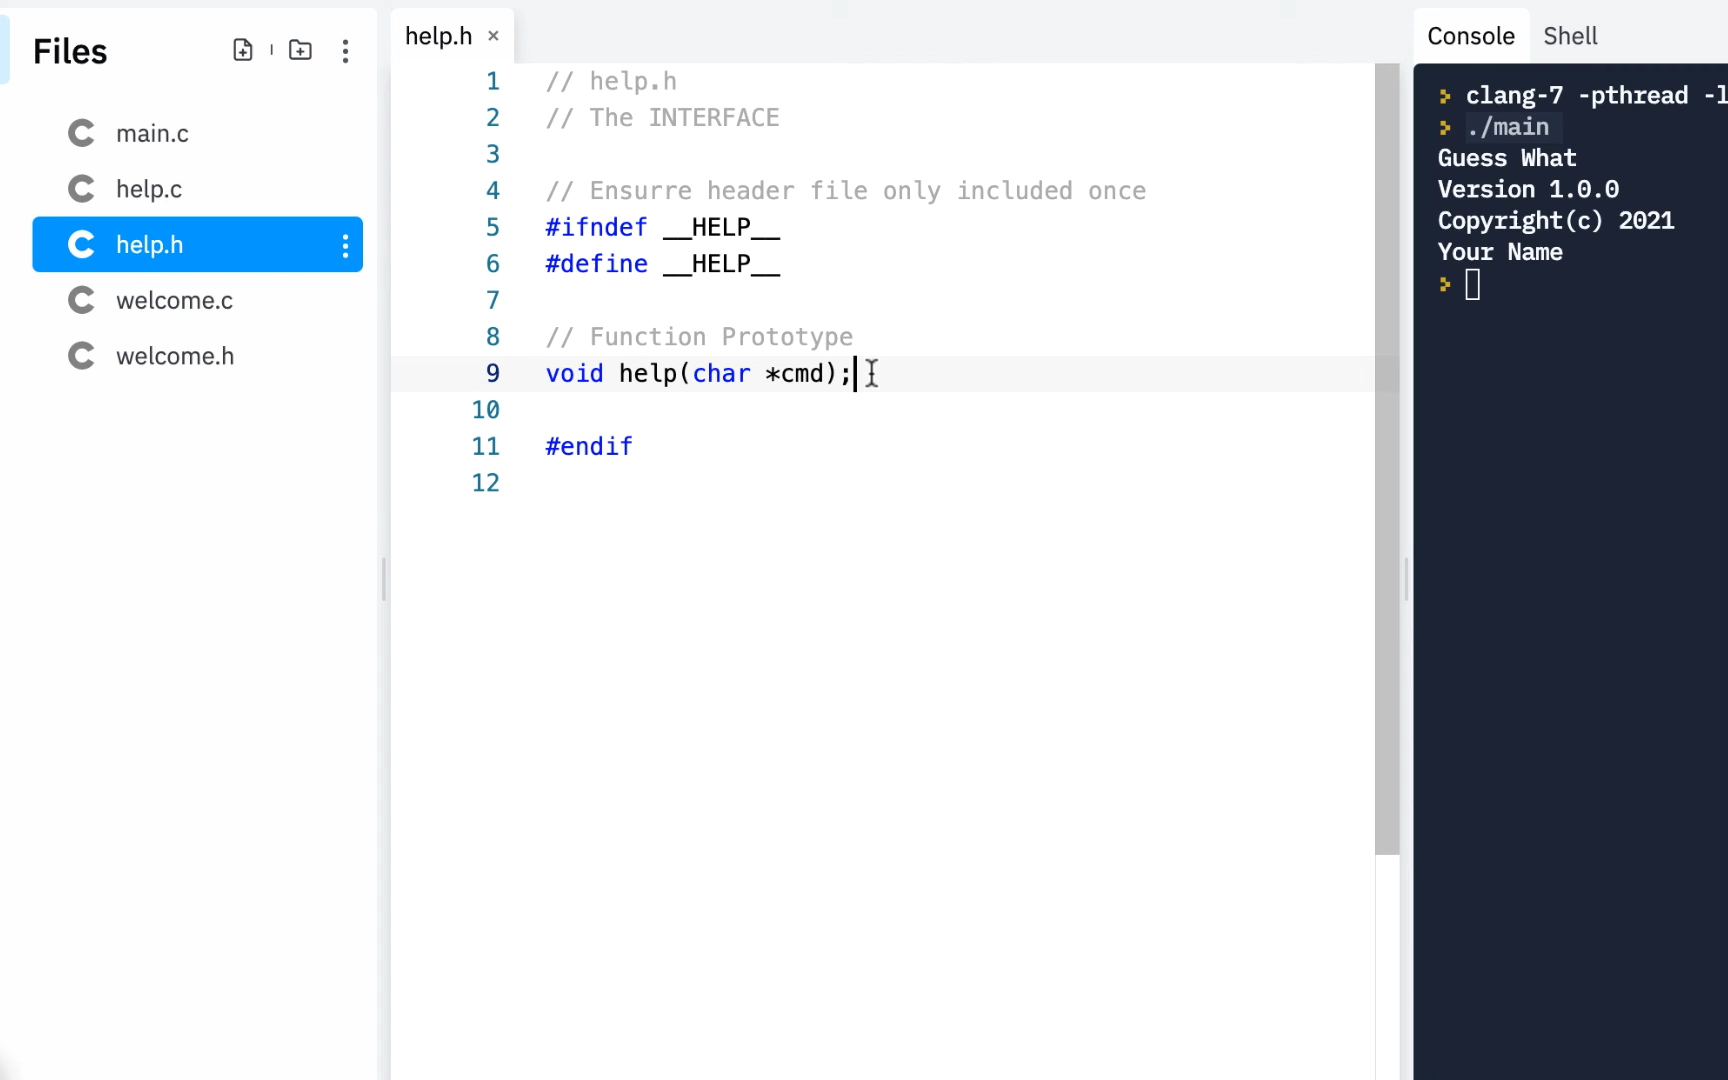 Files
main.c
help.c
help.h
welcome.c
welcome.h
help.h ×
1 // help.h
2 // The INTERFACE
3
4 // Ensurre header file only included once
5 #ifndef __HELP__
6 #define __HELP__
7
8 // Function Prototype
9 void help(char *cmd);
10
11 #endif
12
Console Shell
> clang-7 -pthread -l
> ./main
Guess What
Version 1.0.0
Copyright(c) 2021
Your Name
>